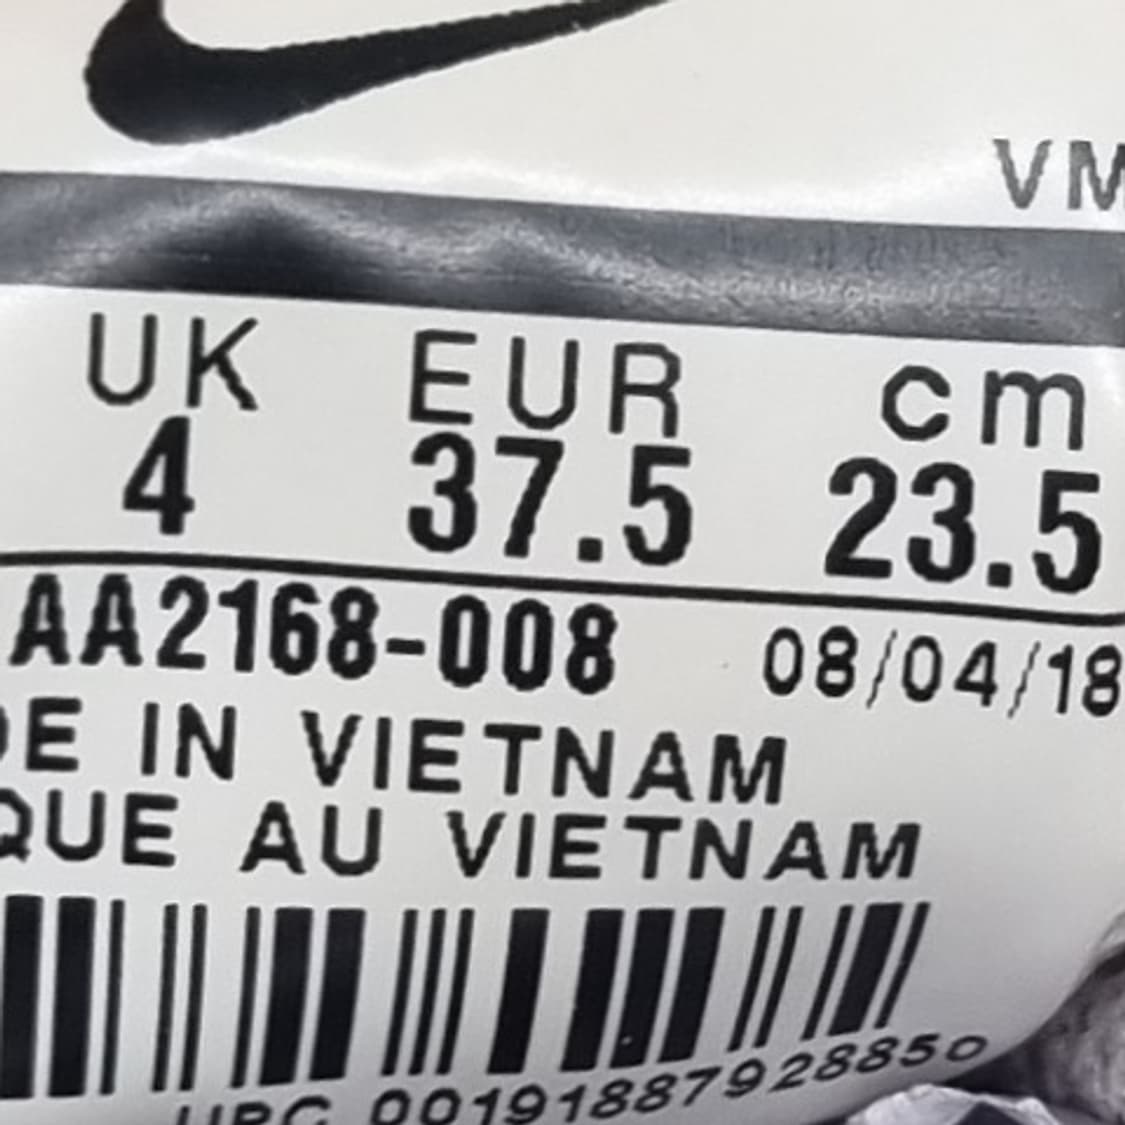 VM
UK EUR cm
4 37.5 23.5
AA2168-008 08/04/18
DE IN VIETNAM
QUE AU VIETNAM
UPC 00191887928850